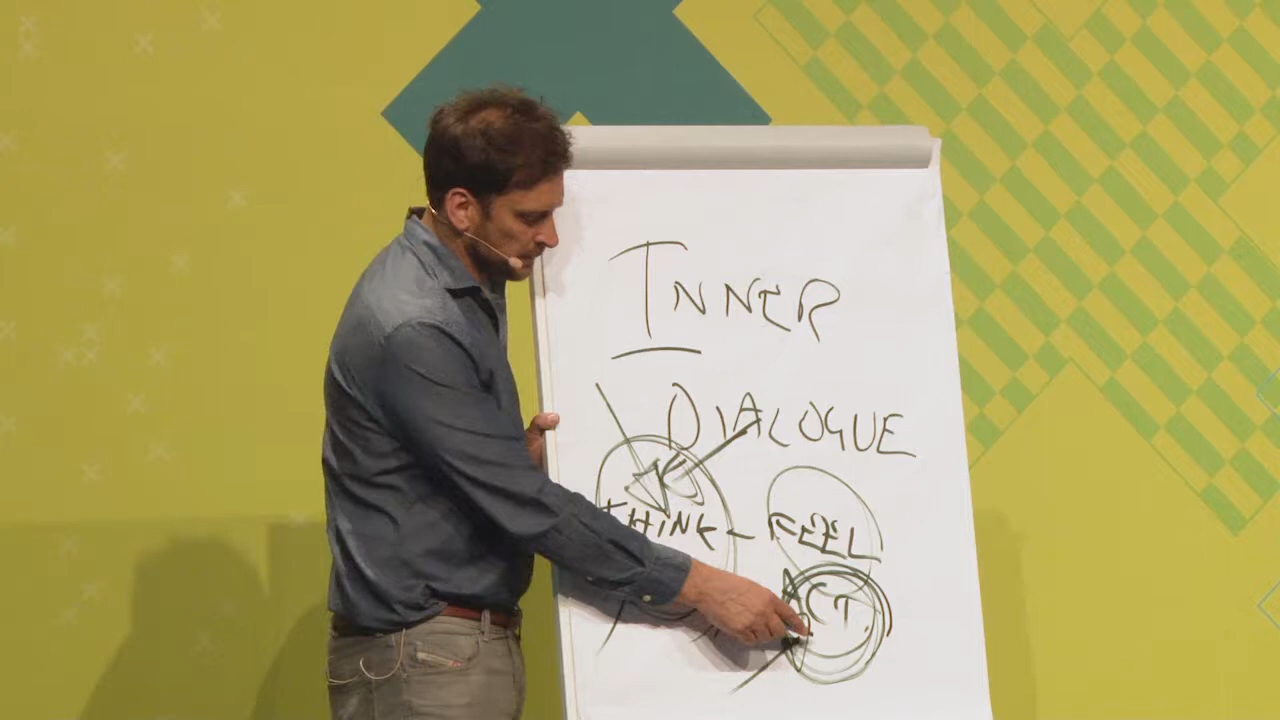 INNER
DIALOGUE
THINK - FEEL
ACT.